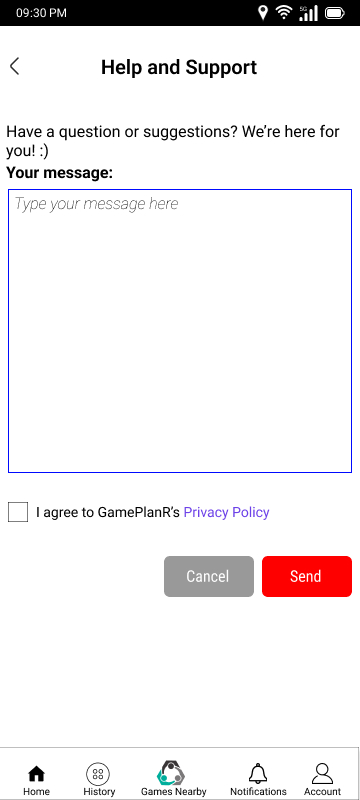 09:30 PM
5G
Help and Support
Have a question or suggestions? We’re here for
you! :)
Your message:
Type your message here
I agree to GamePlanR’s Privacy Policy
Cancel Send
Home History Games Nearby Notifications Account